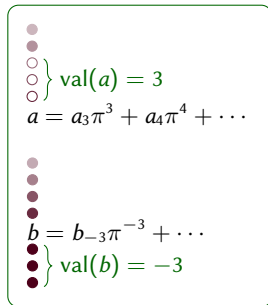 val(a) = 3
a = a₃π³ + a₄π⁴ + ···
b = b₋₃π⁻³ + ···
val(b) = −3